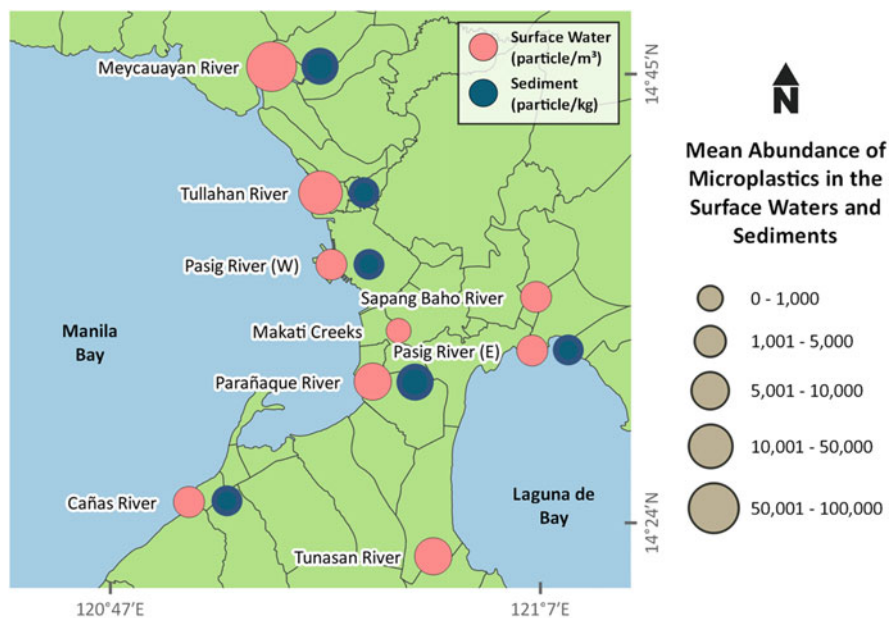 Surface Water
(particle/m³)
Sediment
(particle/kg)
Meycauayan River
Tullahan River
Pasig River (W)
Sapang Baho River
Makati Creeks
Pasig River (E)
Parañaque River
Cañas River
Tunasan River
Manila
Bay
Laguna de
Bay
14°45'N
14°24'N
120°47'E
121°7'E
N
Mean Abundance of
Microplastics in the
Surface Waters and
Sediments
0 - 1,000
1,001 - 5,000
5,001 - 10,000
10,001 - 50,000
50,001 - 100,000